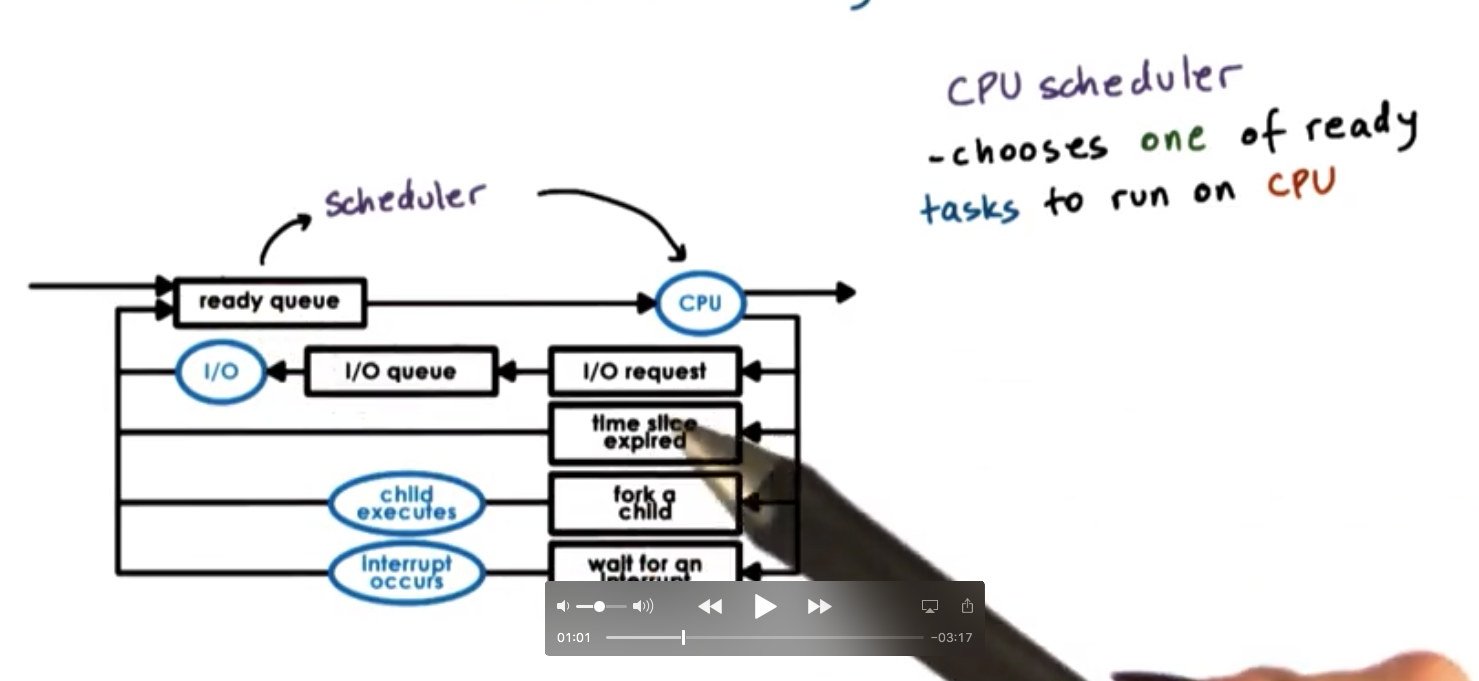 CPU scheduler
-chooses one of ready
tasks to run on CPU
scheduler
ready queue
CPU
I/O
I/O queue
I/O request
time slice
expired
child
executes
fork a
child
interrupt
occurs
wait for an
interrupt
01:01
-03:17